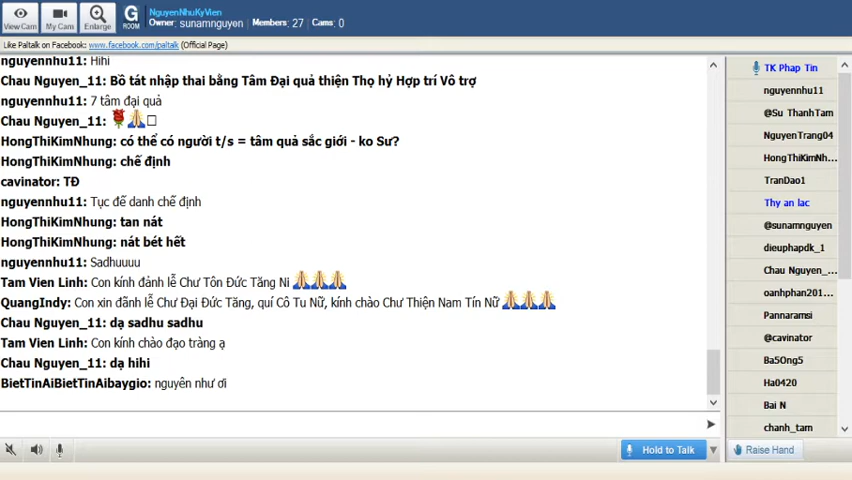 NguyenNhuKyVien
Owner: sunamnguyen Members: 27 Cams: 0
View Cam My Cam Enlarge G ROOM
Like Paltalk on Facebook: www.facebook.com/paltalk (Official Page)
nguyennhu11: Hihi
Chau Nguyen_11: Bồ tát nhập thai bằng Tâm Đại quả thiện Thọ hỷ Hợp trí Vô trợ
nguyennhu11: 7 tâm đại quả
Chau Nguyen_11:
HongThiKimNhung: có thể có người t/s = tâm quả sắc giới - ko Sư?
HongThiKimNhung: chế định
cavinator: TĐ
nguyennhu11: Tục đế danh chế định
HongThiKimNhung: tan nát
HongThiKimNhung: nát bét hết
nguyennhu11: Sadhuuuu
Tam Vien Linh: Con kính đảnh lễ Chư Tôn Đức Tăng Ni
QuangIndy: Con xin đãnh lễ Chư Đại Đức Tăng, quí Cô Tu Nữ, kính chào Chư Thiện Nam Tín Nữ
Chau Nguyen_11: dạ sadhu sadhu
Tam Vien Linh: Con kính chào đạo tràng ạ
Chau Nguyen_11: dạ hihi
BietTinAiBietTinAibaygio: nguyên như ơi
Hold to Talk
TK Phap Tin
nguyennhu11
@Su ThanhTam
NguyenTrang04
HongThiKimNh...
TranDao1
Thy an lac
@sunamnguyen
dieuphapdk_1
Chau Nguyen_...
oanhphan201...
Pannaramsi
@cavinator
Ba5Ong5
Ha0420
Bai N
chanh_tam
Raise Hand